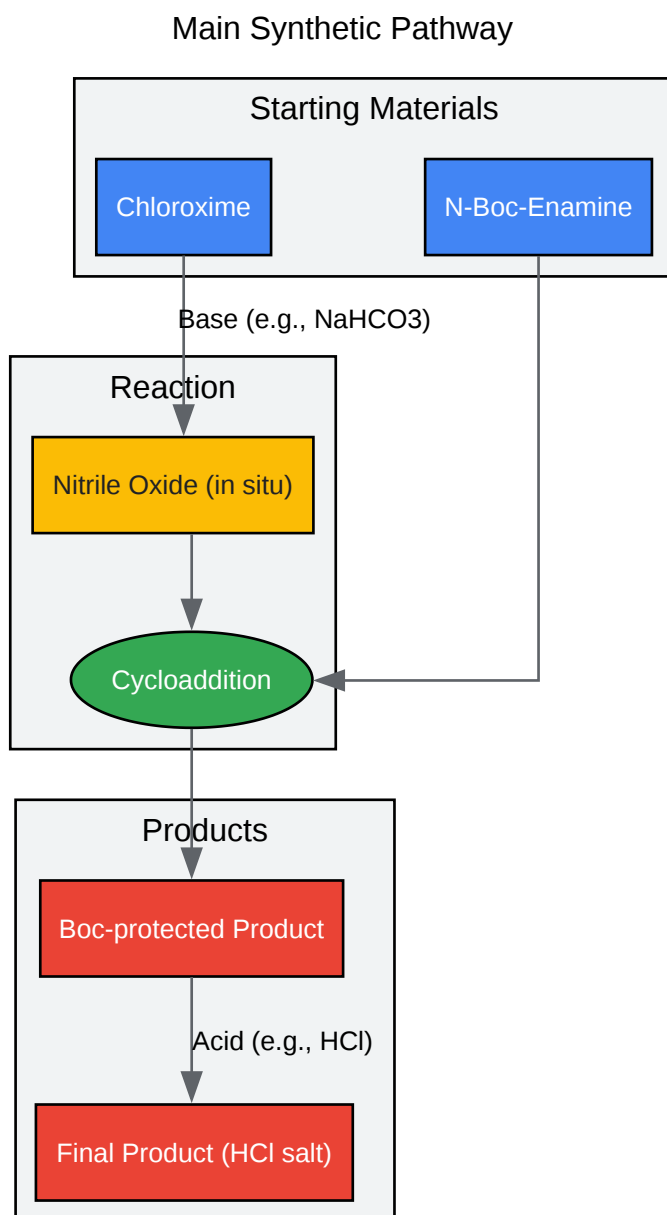 Main Synthetic Pathway
Starting Materials
Chloroxime
N-Boc-Enamine
Base (e.g., NaHCO3)
Reaction
Nitrile Oxide (in situ)
Cycloaddition
Products
Boc-protected Product
Acid (e.g., HCl)
Final Product (HCl salt)